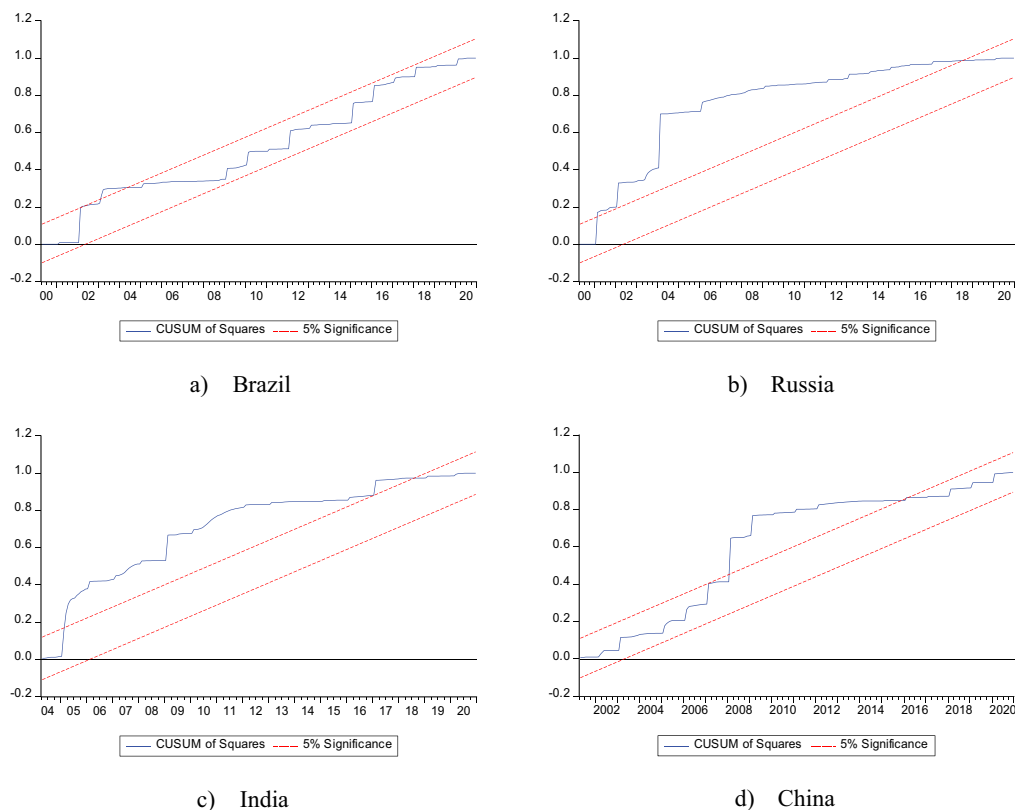 1.2
1.0
0.8
0.6
0.4
0.2
0.0
-0.2
00 02 04 06 08 10 12 14 16 18 20
CUSUM of Squares 5% Significance
a) Brazil
1.2
1.0
0.8
0.6
0.4
0.2
0.0
-0.2
00 02 04 06 08 10 12 14 16 18 20
CUSUM of Squares 5% Significance
b) Russia
1.2
1.0
0.8
0.6
0.4
0.2
0.0
-0.2
04 05 06 07 08 09 10 11 12 13 14 15 16 17 18 19 20
CUSUM of Squares 5% Significance
c) India
1.2
1.0
0.8
0.6
0.4
0.2
0.0
-0.2
2002 2004 2006 2008 2010 2012 2014 2016 2018 2020
CUSUM of Squares 5% Significance
d) China